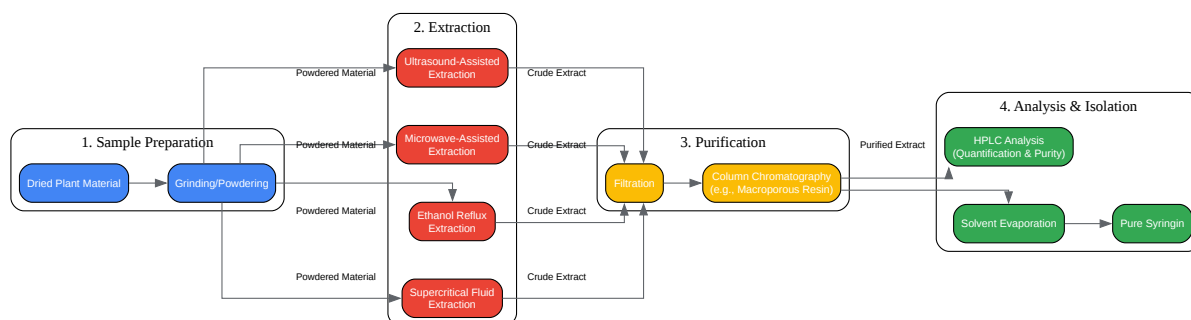 1. Sample Preparation
Dried Plant Material
Grinding/Powdering
Powdered Material
Powdered Material
Powdered Material
Powdered Material
2. Extraction
Ultrasound-Assisted
Extraction
Microwave-Assisted
Extraction
Ethanol Reflux
Extraction
Supercritical Fluid
Extraction
Crude Extract
Crude Extract
Crude Extract
Crude Extract
3. Purification
Filtration
Column Chromatography
(e.g., Macroporous Resin)
Purified Extract
4. Analysis & Isolation
HPLC Analysis
(Quantification & Purity)
Solvent Evaporation
Pure Syringin